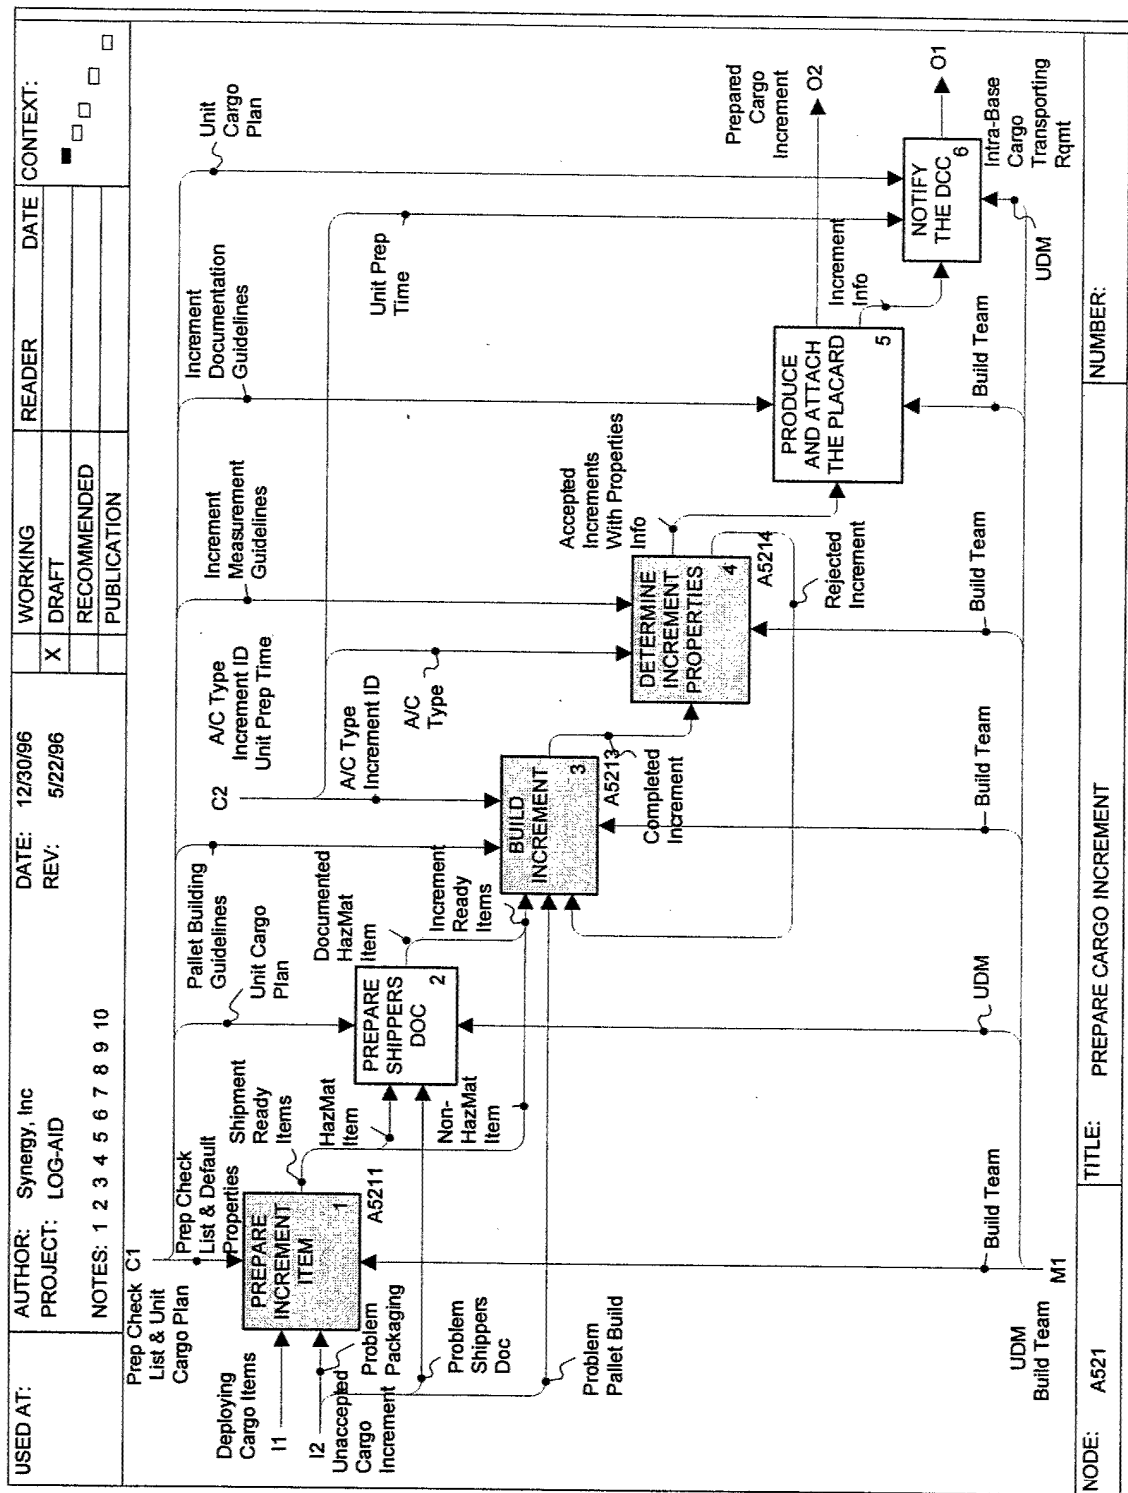 USED AT:
AUTHOR: Synergy, Inc
PROJECT: LOG-AID
NOTES: 1 2 3 4 5 6 7 8 9 10
DATE: 12/30/96
REV: 5/22/96
WORKING
X DRAFT
RECOMMENDED
PUBLICATION
READER
DATE
CONTEXT:
Prep Check
List & Unit
Cargo Plan
C1
Prep Check
List & Default
Properties
Unit Cargo
Plan
Pallet Building
Guidelines
C2
A/C Type
Increment ID
Unit Prep Time
A/C Type
Increment ID
A/C
Type
Increment
Measurement
Guidelines
Increment
Documentation
Guidelines
Unit Prep
Time
Unit
Cargo
Plan
Deploying
Cargo Items
I1
I2
Unaccepted
Cargo
Increment
Problem
Packaging
Problem
Shippers
Doc
Problem
Pallet Build
PREPARE
INCREMENT
ITEM
1
A5211
Shipment
Ready
Items
HazMat
Item
Non-
HazMat
Item
PREPARE
SHIPPERS
DOC
2
Documented
HazMat
Item
Increment
Ready
Items
BUILD
INCREMENT
3
A5213
Completed
Increment
DETERMINE
INCREMENT
PROPERTIES
4
A5214
Accepted
Increments
With Properties
Info
Rejected
Increment
PRODUCE
AND ATTACH
THE PLACARD
5
Increment
Info
NOTIFY
THE DCC
6
Prepared
Cargo
Increment
O2
O1
Intra-Base
Cargo
Transporting
Rqmt
Build Team
UDM
Build Team
Build Team
Build Team
UDM
M1
UDM
Build Team
NODE: A521
TITLE: PREPARE CARGO INCREMENT
NUMBER: